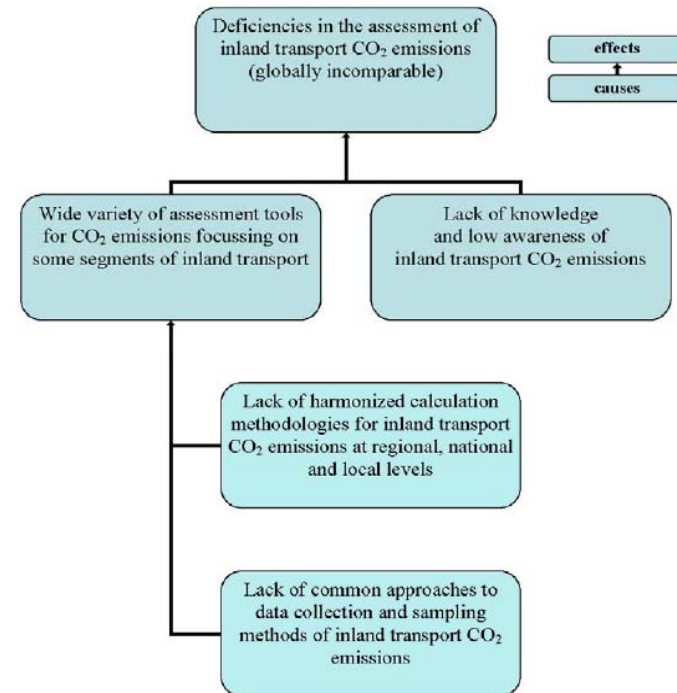 Deficiencies in the assessment of
inland transport CO₂ emissions
(globally incomparable)
effects
causes
Wide variety of assessment tools
for CO₂ emissions focussing on
some segments of inland transport
Lack of knowledge
and low awareness of
inland transport CO₂ emissions
Lack of harmonized calculation
methodologies for inland transport
CO₂ emissions at regional, national
and local levels
Lack of common approaches to
data collection and sampling
methods of inland transport CO₂
emissions